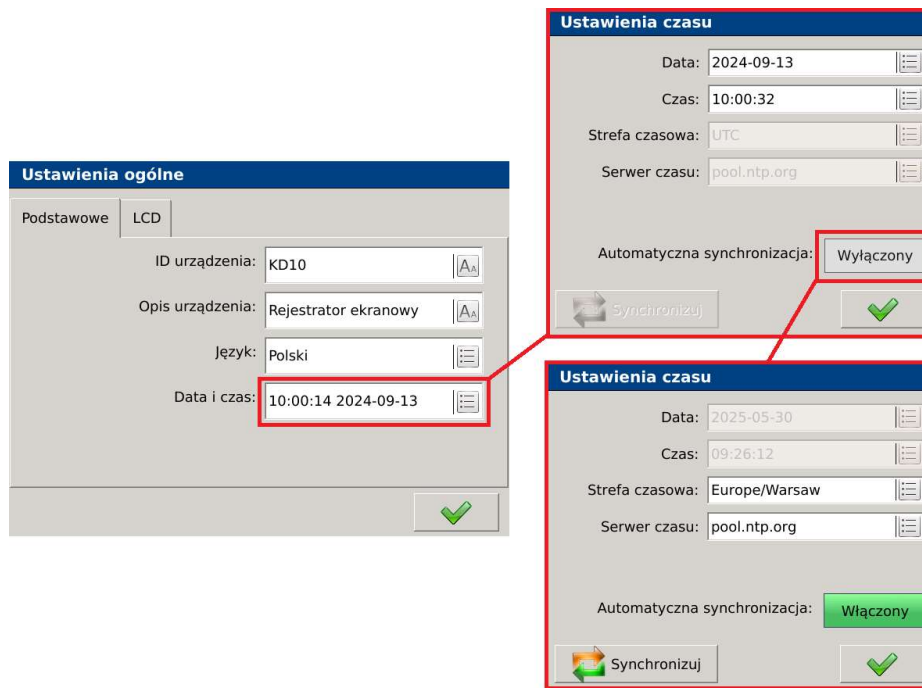 Ustawienia ogólne
Podstawowe LCD
ID urządzenia: KD10
Opis urządzenia: Rejestrator ekranowy
Język: Polski
Data i czas: 10:00:14 2024-09-13
Ustawienia czasu
Data: 2024-09-13
Czas: 10:00:32
Strefa czasowa: UTC
Serwer czasu: pool.ntp.org
Automatyczna synchronizacja: Wyłączony
Synchronizuj
Ustawienia czasu
Data: 2025-05-30
Czas: 09:26:12
Strefa czasowa: Europe/Warsaw
Serwer czasu: pool.ntp.org
Automatyczna synchronizacja: Włączony
Synchronizuj